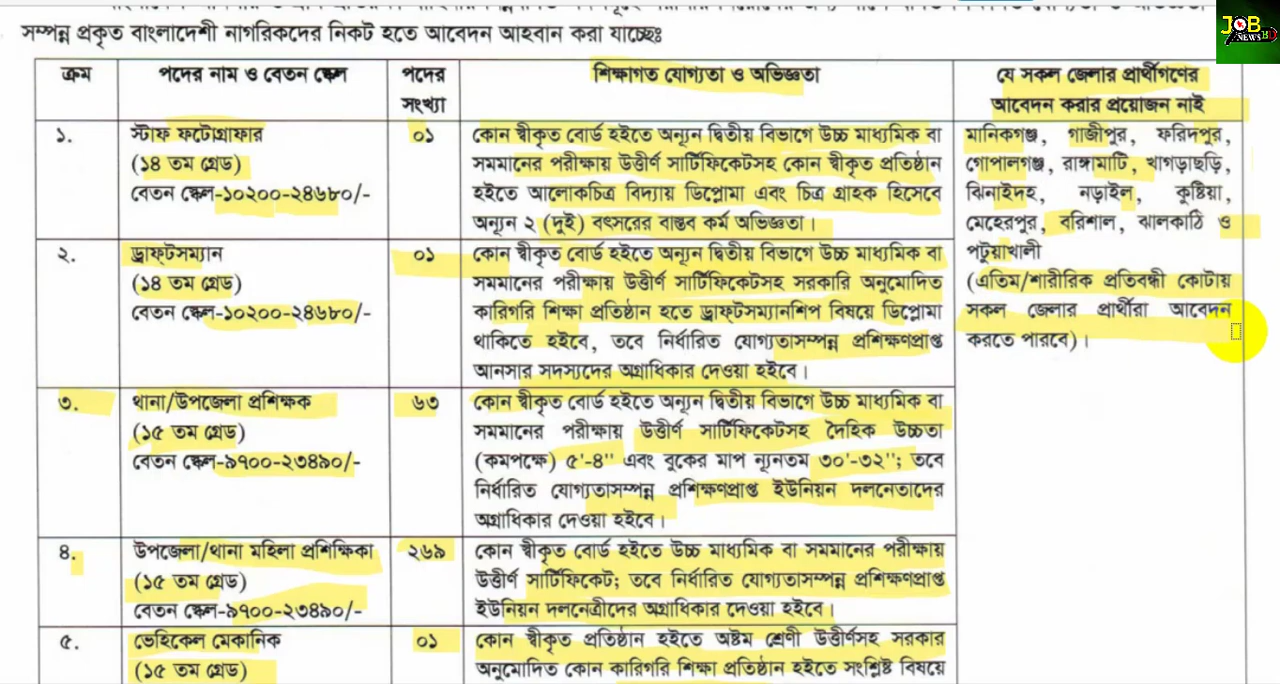 সম্পন্ন প্রকৃত বাংলাদেশী নাগরিকদের নিকট হতে আবেদন আহবান করা যাচ্ছেঃ
JOB
NEWS BD
ক্রম
পদের নাম ও বেতন স্কেল
পদের
সংখ্যা
শিক্ষাগত যোগ্যতা ও অভিজ্ঞতা
যে সকল জেলার প্রার্থীগণের
আবেদন করার প্রয়োজন নাই
১.
স্টাফ ফটোগ্রাফার
(১৪ তম গ্রেড)
বেতন স্কেল-১০২০০-২৪৬৮০/-
০১
কোন স্বীকৃত বোর্ড হইতে অন্যূন দ্বিতীয় বিভাগে উচ্চ মাধ্যমিক বা
সমমানের পরীক্ষায় উত্তীর্ণ সার্টিফিকেটসহ কোন স্বীকৃত প্রতিষ্ঠান
হইতে আলোকচিত্র বিদ্যায় ডিপ্লোমা এবং চিত্র গ্রাহক হিসেবে
অন্যূন ২ (দুই) বৎসরের বাস্তব কর্ম অভিজ্ঞতা।
মানিকগঞ্জ, গাজীপুর, ফরিদপুর,
গোপালগঞ্জ, রাঙ্গামাটি, খাগড়াছড়ি,
ঝিনাইদহ, নড়াইল, কুষ্টিয়া,
মেহেরপুর, বরিশাল, ঝালকাঠি ও
পটুয়াখালী
(এতিম/শারীরিক প্রতিবন্ধী কোটায়
সকল জেলার প্রার্থীরা আবেদন
করতে পারবে)।
২.
ড্রাফ্টসম্যান
(১৪ তম গ্রেড)
বেতন স্কেল-১০২০০-২৪৬৮০/-
০১
কোন স্বীকৃত বোর্ড হইতে অন্যূন দ্বিতীয় বিভাগে উচ্চ মাধ্যমিক বা
সমমানের পরীক্ষায় উত্তীর্ণ সার্টিফিকেটসহ সরকারি অনুমোদিত
কারিগরি শিক্ষা প্রতিষ্ঠান হতে ড্রাফ্টসম্যানশিপ বিষয়ে ডিপ্লোমা
থাকিতে হইবে, তবে নির্ধারিত যোগ্যতাসম্পন্ন প্রশিক্ষণপ্রাপ্ত
আনসার সদস্যদের অগ্রাধিকার দেওয়া হইবে।
৩.
থানা/উপজেলা প্রশিক্ষক
(১৫ তম গ্রেড)
বেতন স্কেল-৯৭০০-২৩৪৯০/-
৬৩
কোন স্বীকৃত বোর্ড হইতে অন্যূন দ্বিতীয় বিভাগে উচ্চ মাধ্যমিক বা
সমমানের পরীক্ষায় উত্তীর্ণ সার্টিফিকেটসহ দৈহিক উচ্চতা
(কমপক্ষে) ৫'-৪" এবং বুকের মাপ ন্যূনতম ৩০'-৩২"; তবে
নির্ধারিত যোগ্যতাসম্পন্ন প্রশিক্ষণপ্রাপ্ত ইউনিয়ন দলনেতাদের
অগ্রাধিকার দেওয়া হইবে।
৪.
উপজেলা/থানা মহিলা প্রশিক্ষিকা
(১৫ তম গ্রেড)
বেতন স্কেল-৯৭০০-২৩৪৯০/-
২৬৯
কোন স্বীকৃত বোর্ড হইতে উচ্চ মাধ্যমিক বা সমমানের পরীক্ষায়
উত্তীর্ণ সার্টিফিকেট; তবে নির্ধারিত যোগ্যতাসম্পন্ন প্রশিক্ষণপ্রাপ্ত
ইউনিয়ন দলনেত্রীদের অগ্রাধিকার দেওয়া হইবে।
৫.
ভেহিকেল মেকানিক
(১৫ তম গ্রেড)
০১
কোন স্বীকৃত প্রতিষ্ঠান হইতে অষ্টম শ্রেণী উত্তীর্ণসহ সরকার
অনুমোদিত কোন কারিগরি শিক্ষা প্রতিষ্ঠান হইতে সংশ্লিষ্ট বিষয়ে